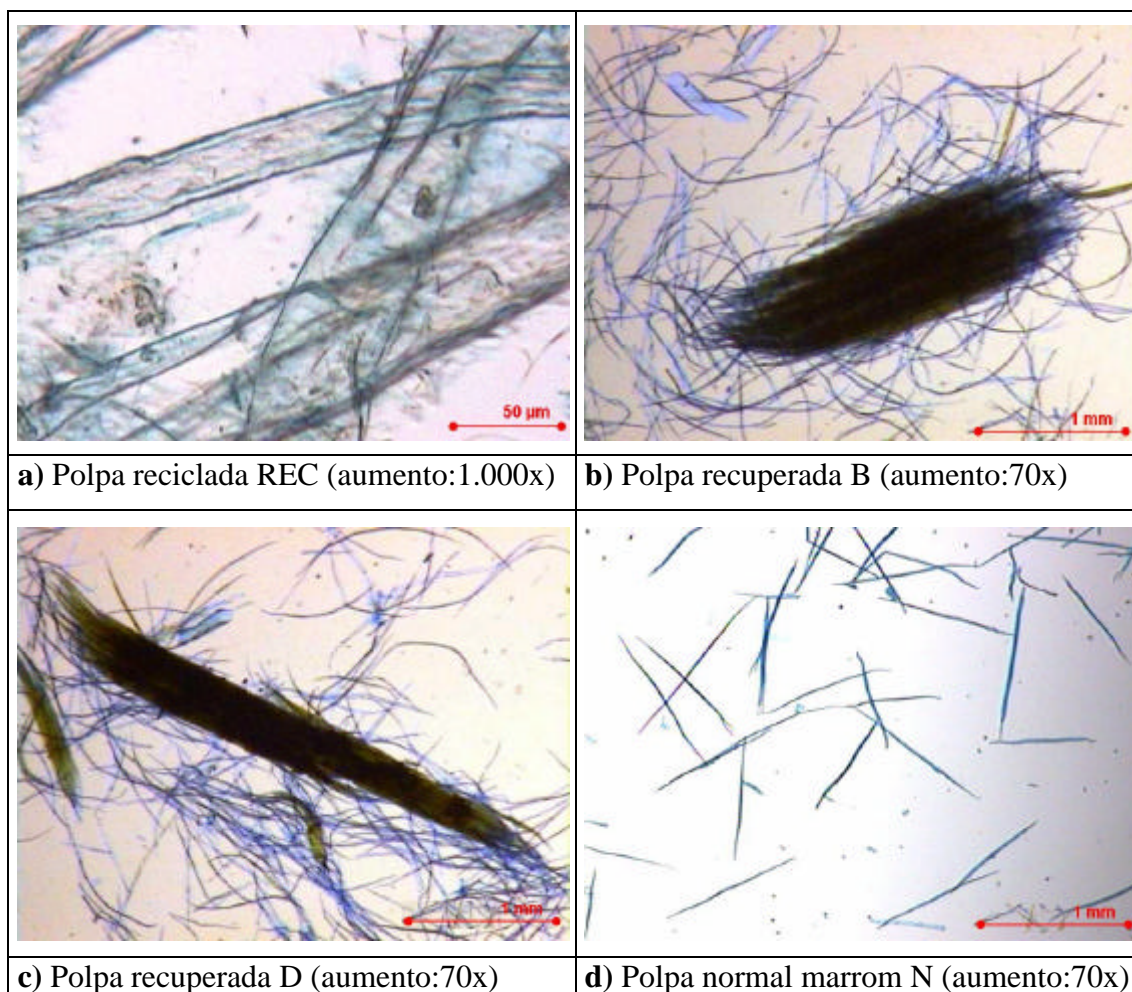 50 µm
1 mm
a) Polpa reciclada REC (aumento:1.000x)
b) Polpa recuperada B (aumento:70x)
1 mm
1 mm
c) Polpa recuperada D (aumento:70x)
d) Polpa normal marrom N (aumento:70x)